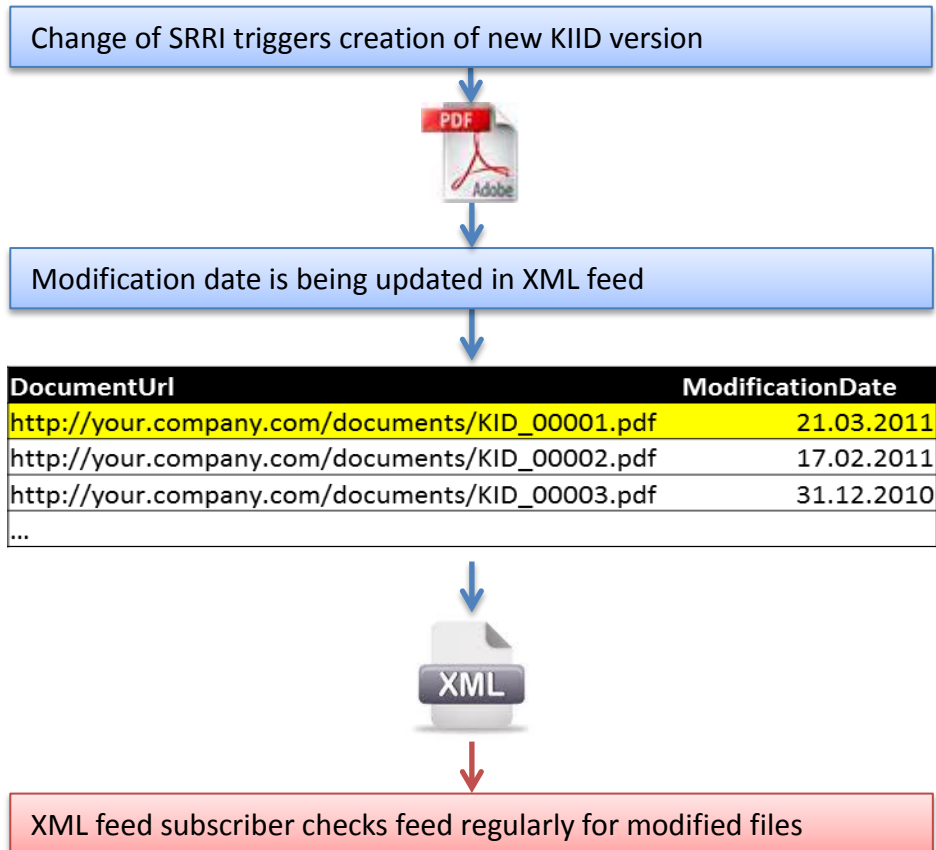 Change of SRRI triggers creation of new KIID version
PDF
Adobe
Modification date is being updated in XML feed
DocumentUrl ModificationDate
http://your.company.com/documents/KID_00001.pdf 21.03.2011
http://your.company.com/documents/KID_00002.pdf 17.02.2011
http://your.company.com/documents/KID_00003.pdf 31.12.2010
...
XML
XML feed subscriber checks feed regularly for modified files